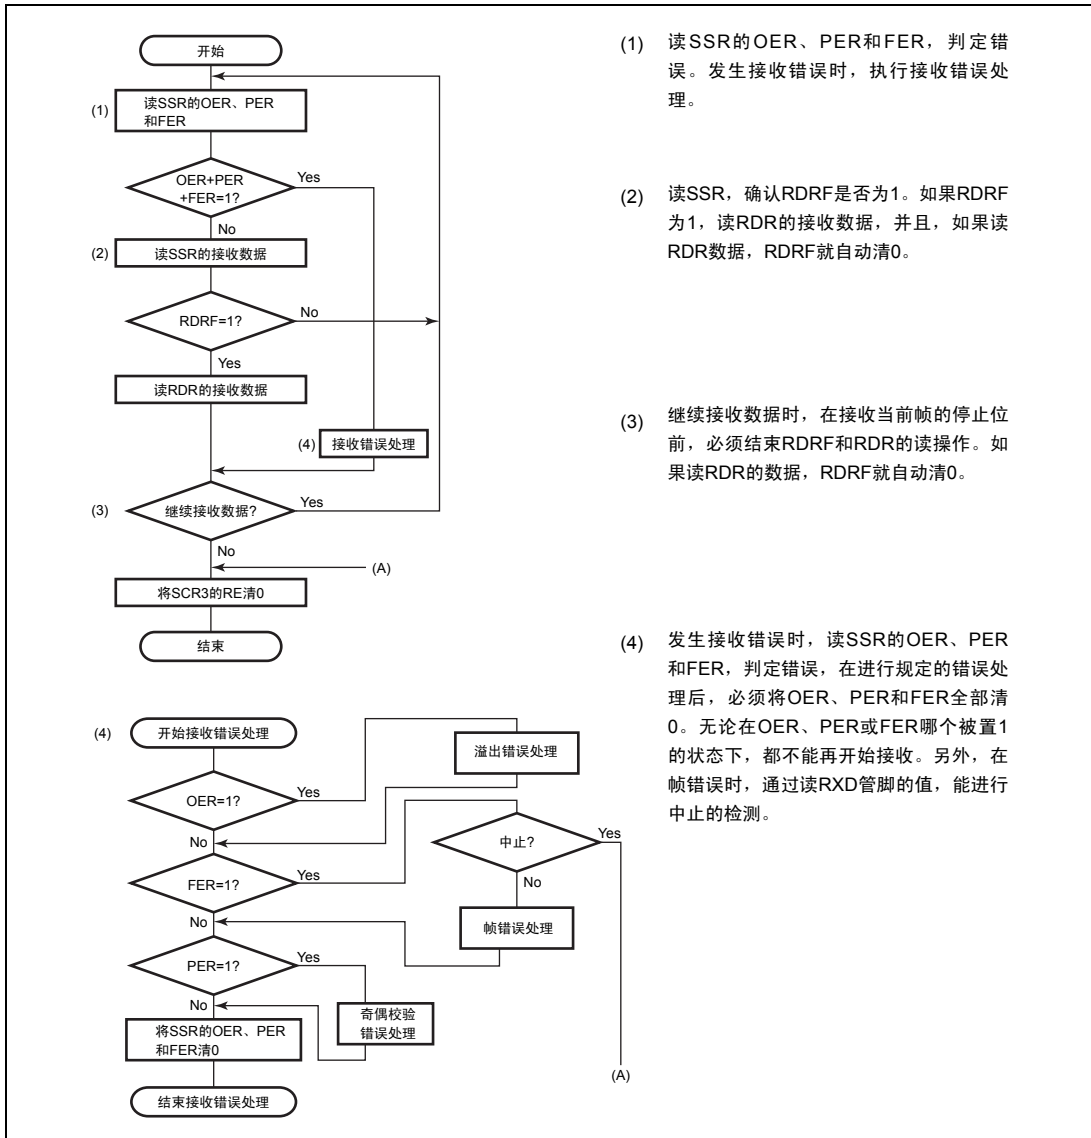 开始
(1)
读SSR的OER、PER
和FER
OER+PER
+FER=1?
Yes
No
(2)
读SSR的接收数据
RDRF=1?
No
Yes
读RDR的接收数据
(4)
接收错误处理
(3)
继续接收数据?
Yes
No
(A)
将SCR3的RE清0
结束
(4)
开始接收错误处理
OER=1?
Yes
溢出错误处理
No
FER=1?
Yes
中止?
Yes
No
帧错误处理
No
PER=1?
Yes
奇偶校验
错误处理
No
将SSR的OER、PER
和FER清0
(A)
结束接收错误处理
(1) 读SSR的OER、PER和FER，判定错
误。发生接收错误时，执行接收错误处
理。
(2) 读SSR，确认RDRF是否为1。如果RDRF
为1，读RDR的接收数据，并且，如果读
RDR数据，RDRF就自动清0。
(3) 继续接收数据时，在接收当前帧的停止位
前，必须结束RDRF和RDR的读操作。如
果读RDR的数据，RDRF就自动清0。
(4) 发生接收错误时，读SSR的OER、PER
和FER，判定错误，在进行规定的错误处
理后，必须将OER、PER和FER全部清
0。无论在OER、PER或FER哪个被置1
的状态下，都不能再开始接收。另外，在
帧错误时，通过读RXD管脚的值，能进行
中止的检测。